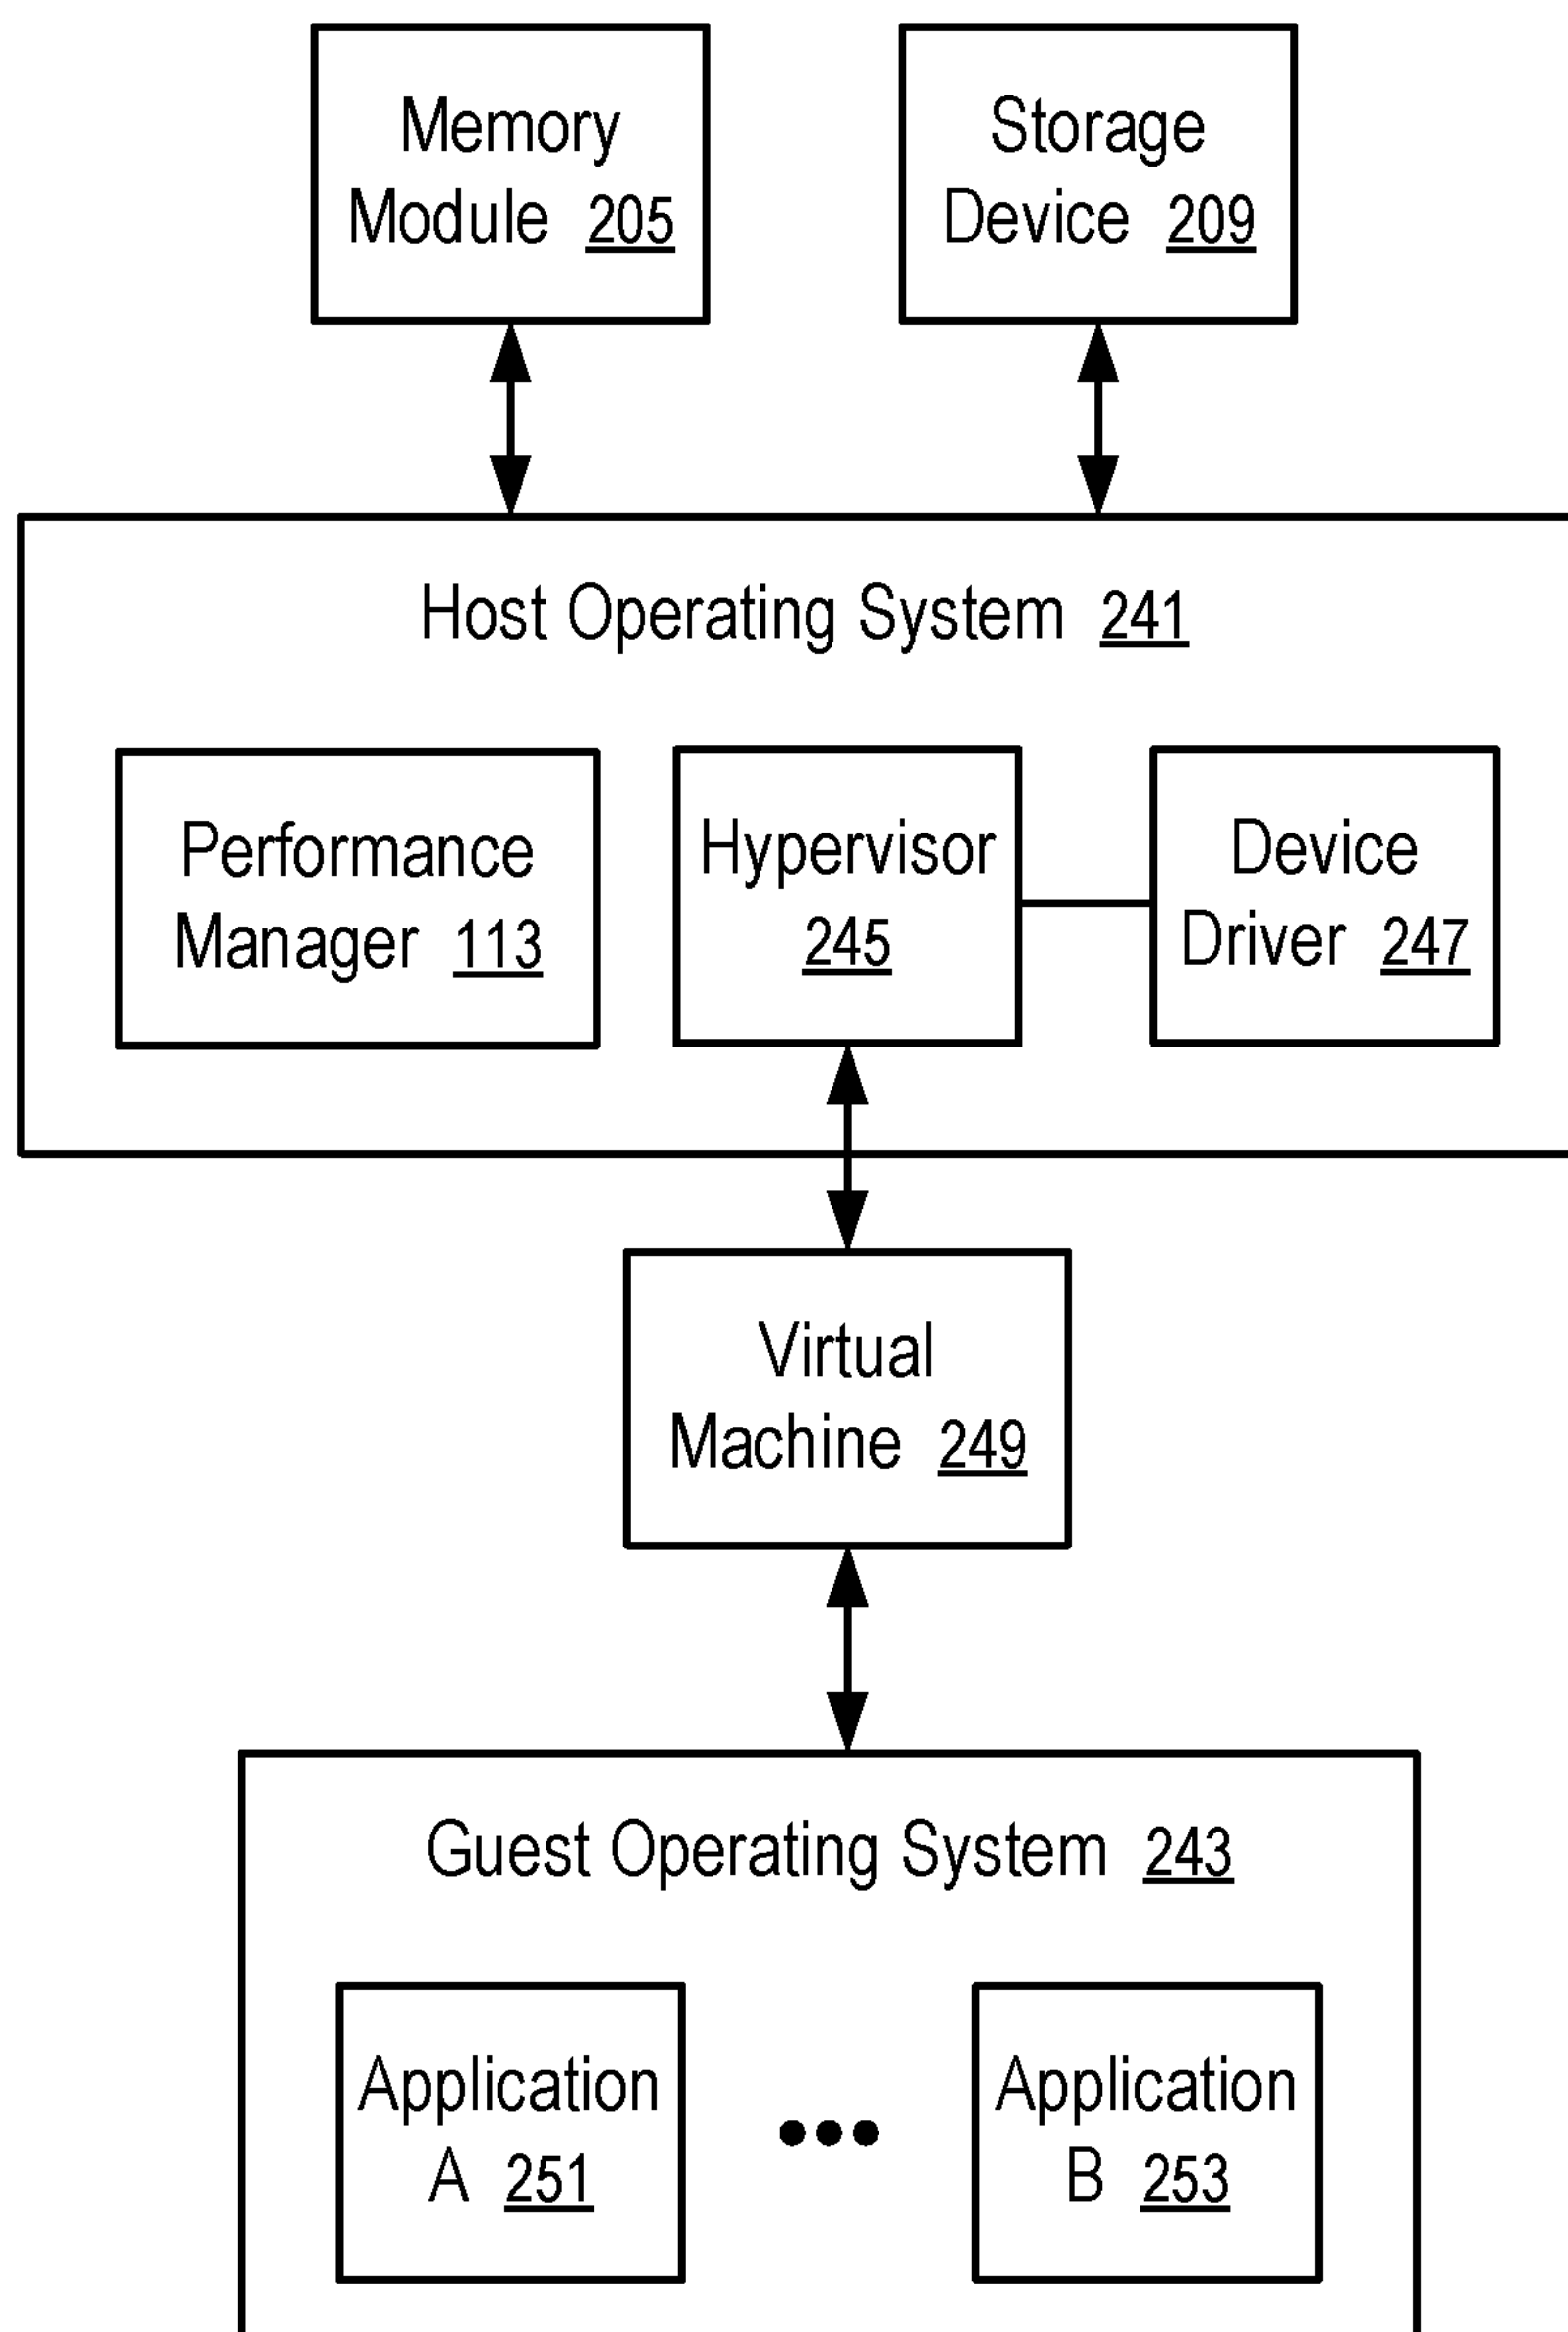 Memory
Module 205
Storage
Device 209
Host Operating System 241
Performance
Manager 113
Hypervisor
245
Device
Driver 247
Virtual
Machine 249
Guest Operating System 243
Application
A 251
Application
B 253